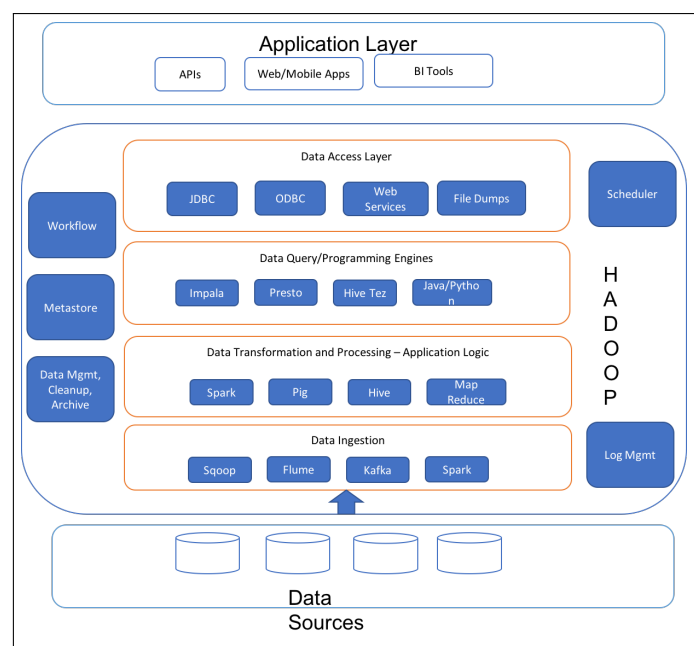 Application Layer
APIs
Web/Mobile Apps
BI Tools
Data Access Layer
JDBC
ODBC
Web
Services
File Dumps
Scheduler
Workflow
Data Query/Programming Engines
Impala
Presto
Hive Tez
Java/Pytho
n
H
A
D
O
O
P
Metastore
Data Transformation and Processing – Application Logic
Spark
Pig
Hive
Map
Reduce
Data Mgmt,
Cleanup,
Archive
Data Ingestion
Sqoop
Flume
Kafka
Spark
Log Mgmt
Data
Sources